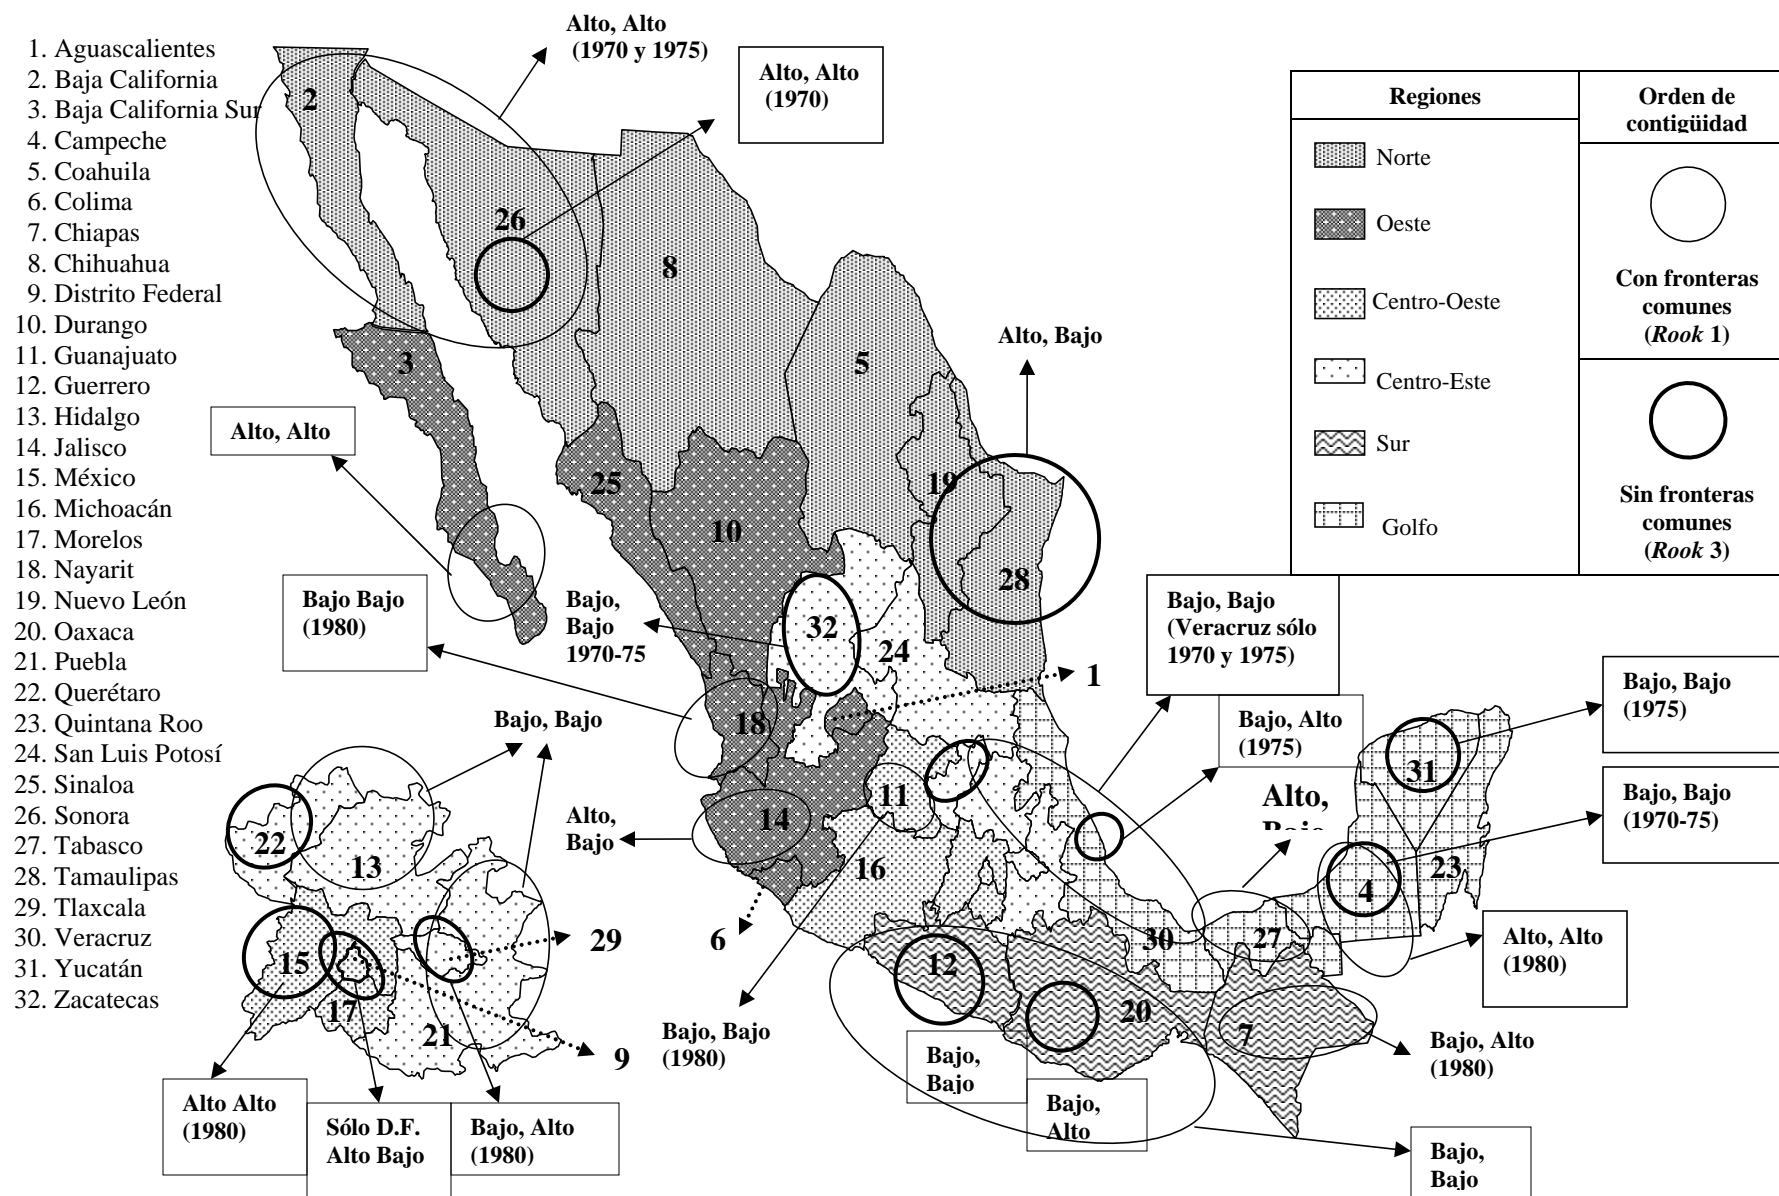 1. Aguascalientes
2. Baja California
3. Baja California Sur
4. Campeche
5. Coahuila
6. Colima
7. Chiapas
8. Chihuahua
9. Distrito Federal
10. Durango
11. Guanajuato
12. Guerrero
13. Hidalgo
14. Jalisco
15. México
16. Michoacán
17. Morelos
18. Nayarit
19. Nuevo León
20. Oaxaca
21. Puebla
22. Querétaro
23. Quintana Roo
24. San Luis Potosí
25. Sinaloa
26. Sonora
27. Tabasco
28. Tamaulipas
29. Tlaxcala
30. Veracruz
31. Yucatán
32. Zacatecas
Alto, Alto
(1970 y 1975)
Alto, Alto
(1970)
Regiones
Norte
Oeste
Centro-Oeste
Centro-Este
Sur
Golfo
Orden de
contigüidad
Con fronteras
comunes
(Rook 1)
Sin fronteras
comunes
(Rook 3)
2
26
8
3
5
Alto, Bajo
Alto, Alto
25
19
10
28
Bajo Bajo
(1980)
Bajo,
Bajo
1970-75
32
24
1
Bajo, Bajo
(Veracruz sólo
1970 y 1975)
Bajo, Alto
(1975)
Bajo, Bajo
(1975)
18
31
Bajo, Bajo
11
Alto,
Bajo, Bajo
(1970-75)
Alto,
Bajo
14
22
13
16
4
23
6
29
15
12
30
27
Alto, Alto
(1980)
17
21
9
20
7
Bajo, Bajo
(1980)
Bajo, Alto
(1980)
Bajo,
Bajo
Bajo,
Alto
Alto Alto
(1980)
Sólo D.F.
Alto Bajo
Bajo, Alto
(1980)
Bajo,
Bajo